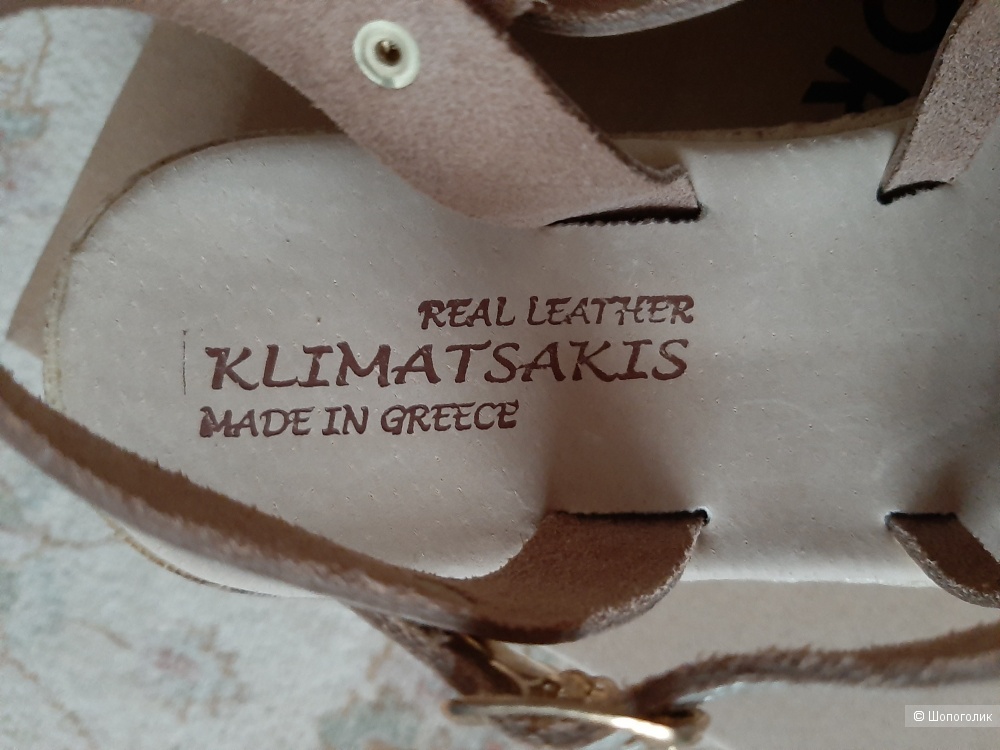 REAL LEATHER
KLIMATSAKIS
MADE IN GREECE
© Шопоголик